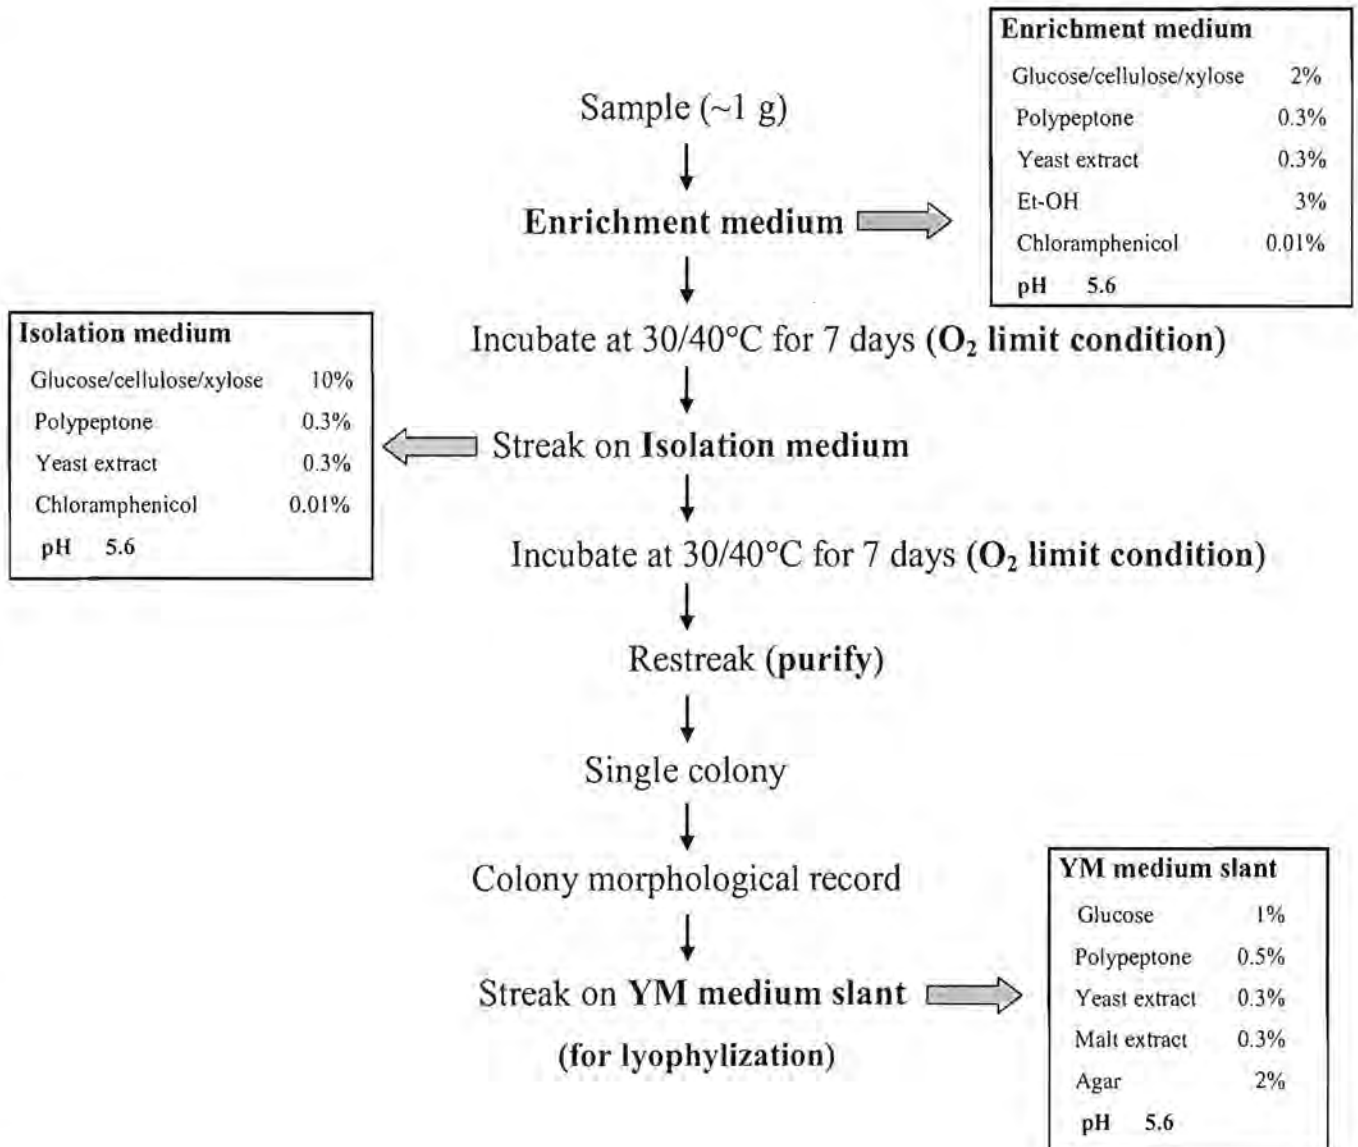 Enrichment medium
Glucose/cellulose/xylose 2%
Polypeptone 0.3%
Yeast extract 0.3%
Et-OH 3%
Chloramphenicol 0.01%
pH 5.6
Sample (~1 g)
Enrichment medium
Incubate at 30/40°C for 7 days (O₂ limit condition)
Isolation medium
Glucose/cellulose/xylose 10%
Polypeptone 0.3%
Yeast extract 0.3%
Chloramphenicol 0.01%
pH 5.6
Streak on Isolation medium
Incubate at 30/40°C for 7 days (O₂ limit condition)
Restreak (purify)
Single colony
Colony morphological record
Streak on YM medium slant
(for lyophylization)
YM medium slant
Glucose 1%
Polypeptone 0.5%
Yeast extract 0.3%
Malt extract 0.3%
Agar 2%
pH 5.6